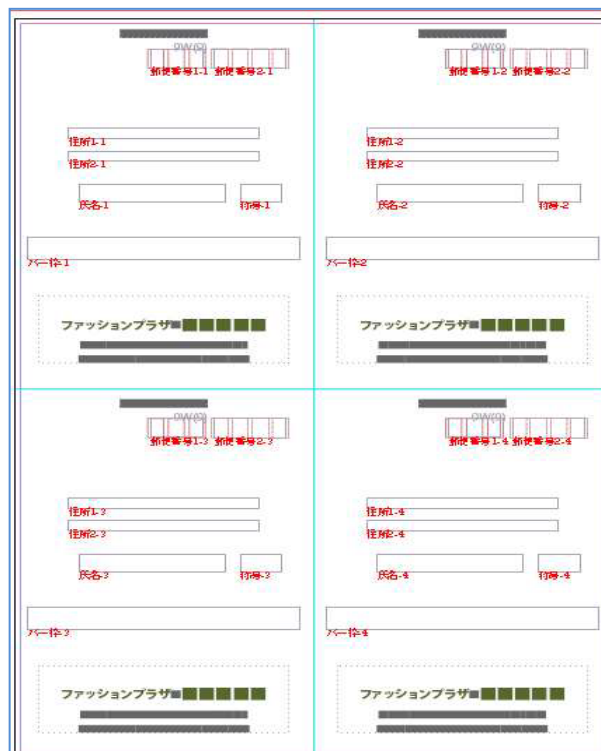 郵便番号1-1 郵便番号2-1
住所1-1
住所2-1
氏名-1 称号-1
バー枠-1
ファッションプラザ■■■■■■
郵便番号1-2 郵便番号2-2
住所1-2
住所2-2
氏名-2 称号-2
バー枠-2
ファッションプラザ■■■■■■
郵便番号1-3 郵便番号2-3
住所1-3
住所2-3
氏名-3 称号-3
バー枠-3
ファッションプラザ■■■■■■
郵便番号1-4 郵便番号2-4
住所1-4
住所2-4
氏名-4 称号-4
バー枠-4
ファッションプラザ■■■■■■